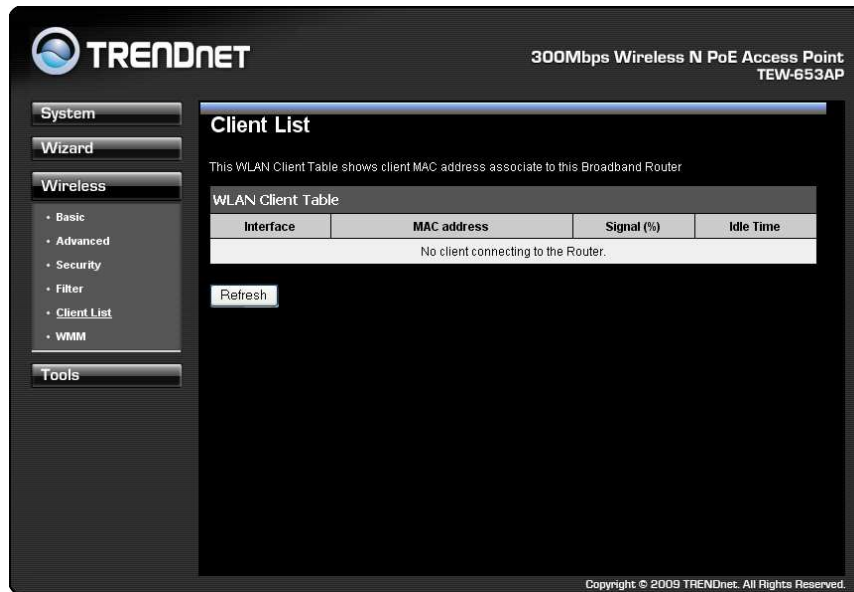 TRENDNET
300Mbps Wireless N PoE Access Point
TEW-653AP
System
Wizard
Wireless
• Basic
• Advanced
• Security
• Filter
• Client List
• WMM
Tools
Client List
This WLAN Client Table shows client MAC address associate to this Broadband Router
WLAN Client Table
Interface MAC address Signal (%) Idle Time
No client connecting to the Router.
Refresh
Copyright © 2009 TRENDnet. All Rights Reserved.